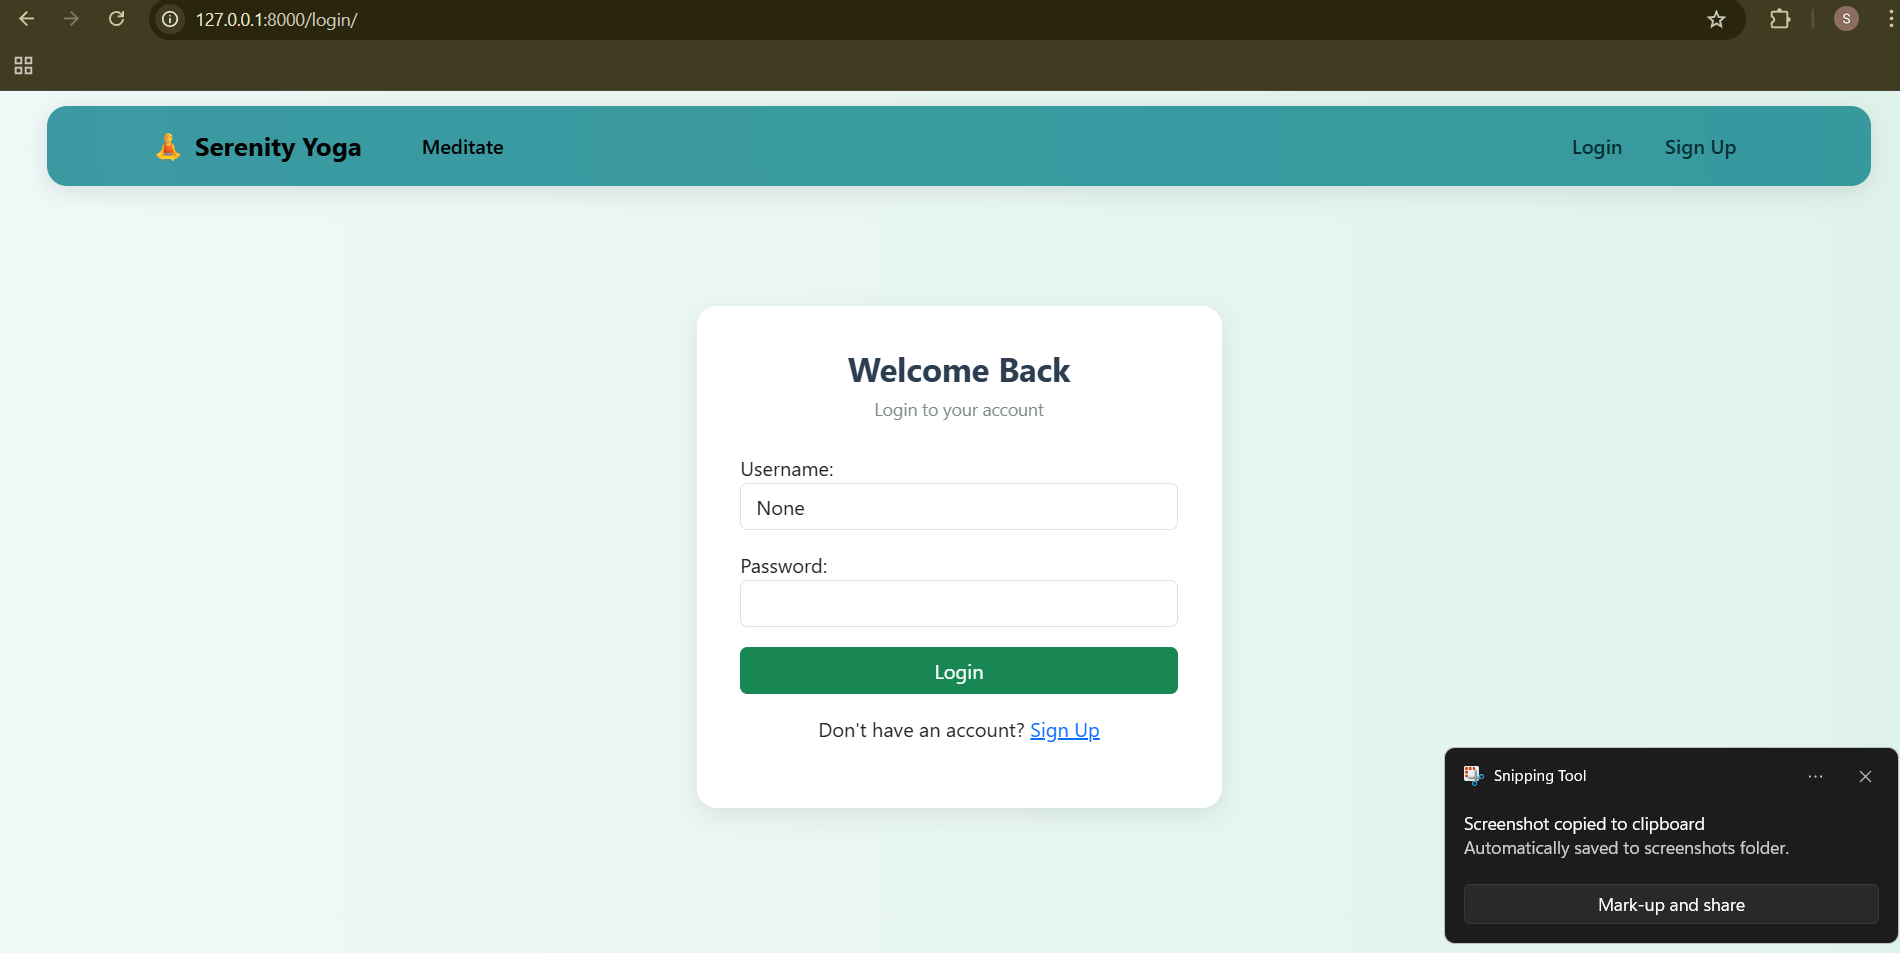 127.0.0.1:8000/login/
S
Serenity Yoga
Meditate
Login
Sign Up
Welcome Back
Login to your account
Username:
None
Password:
Login
Don't have an account? Sign Up
Snipping Tool
Screenshot copied to clipboard
Automatically saved to screenshots folder.
Mark-up and share